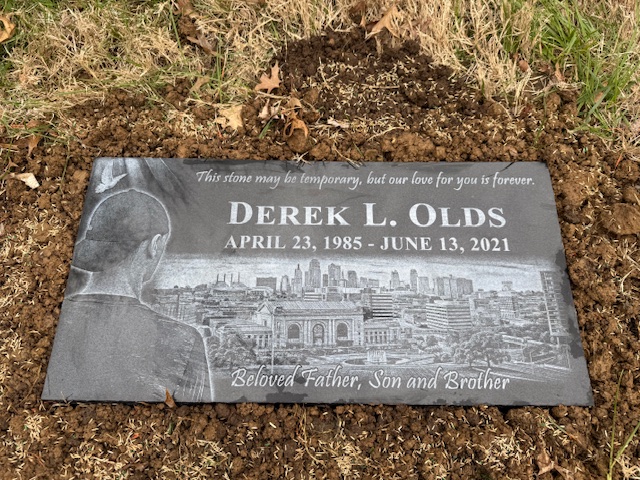 This stone may be temporary, but our love for you is forever.
DEREK L. OLDS
APRIL 23, 1985 - JUNE 13, 2021
Beloved Father, Son and Brother